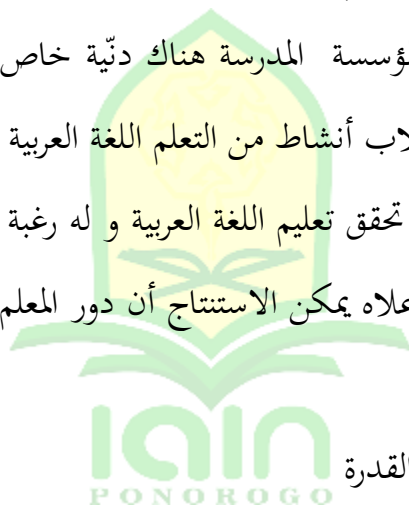 ؤسسة المدرسة هناك دنّية خاص
لاب أنشاط من التعلم اللغة العربية
تحقق تعليم اللغة العربية و له رغبة
علاه يمكن الاستنتاج أن دور المعلم
القدرة
iain
PONOROGO